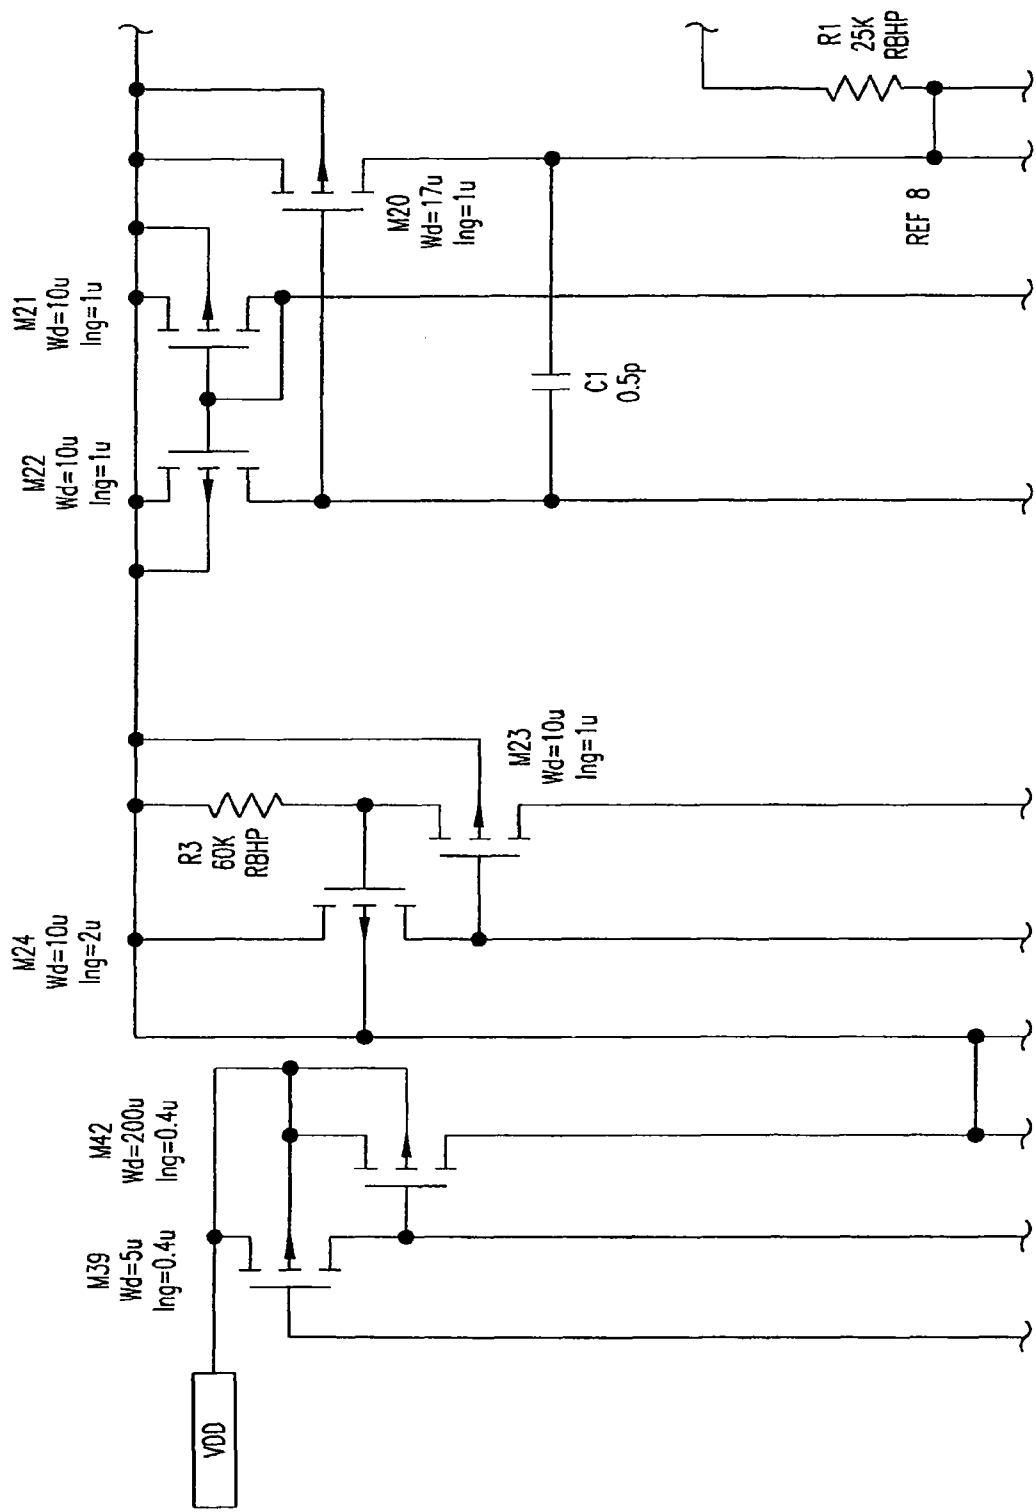 VDD
M39
Wd=5u
lng=0.4u
M42
Wd=200u
lng=0.4u
M24
Wd=10u
lng=2u
R3
60K
RBHP
M23
Wd=10u
lng=1u
M22
Wd=10u
lng=1u
M21
Wd=10u
lng=1u
M20
Wd=17u
lng=1u
C1
0.5p
REF 8
R1
25K
RBHP